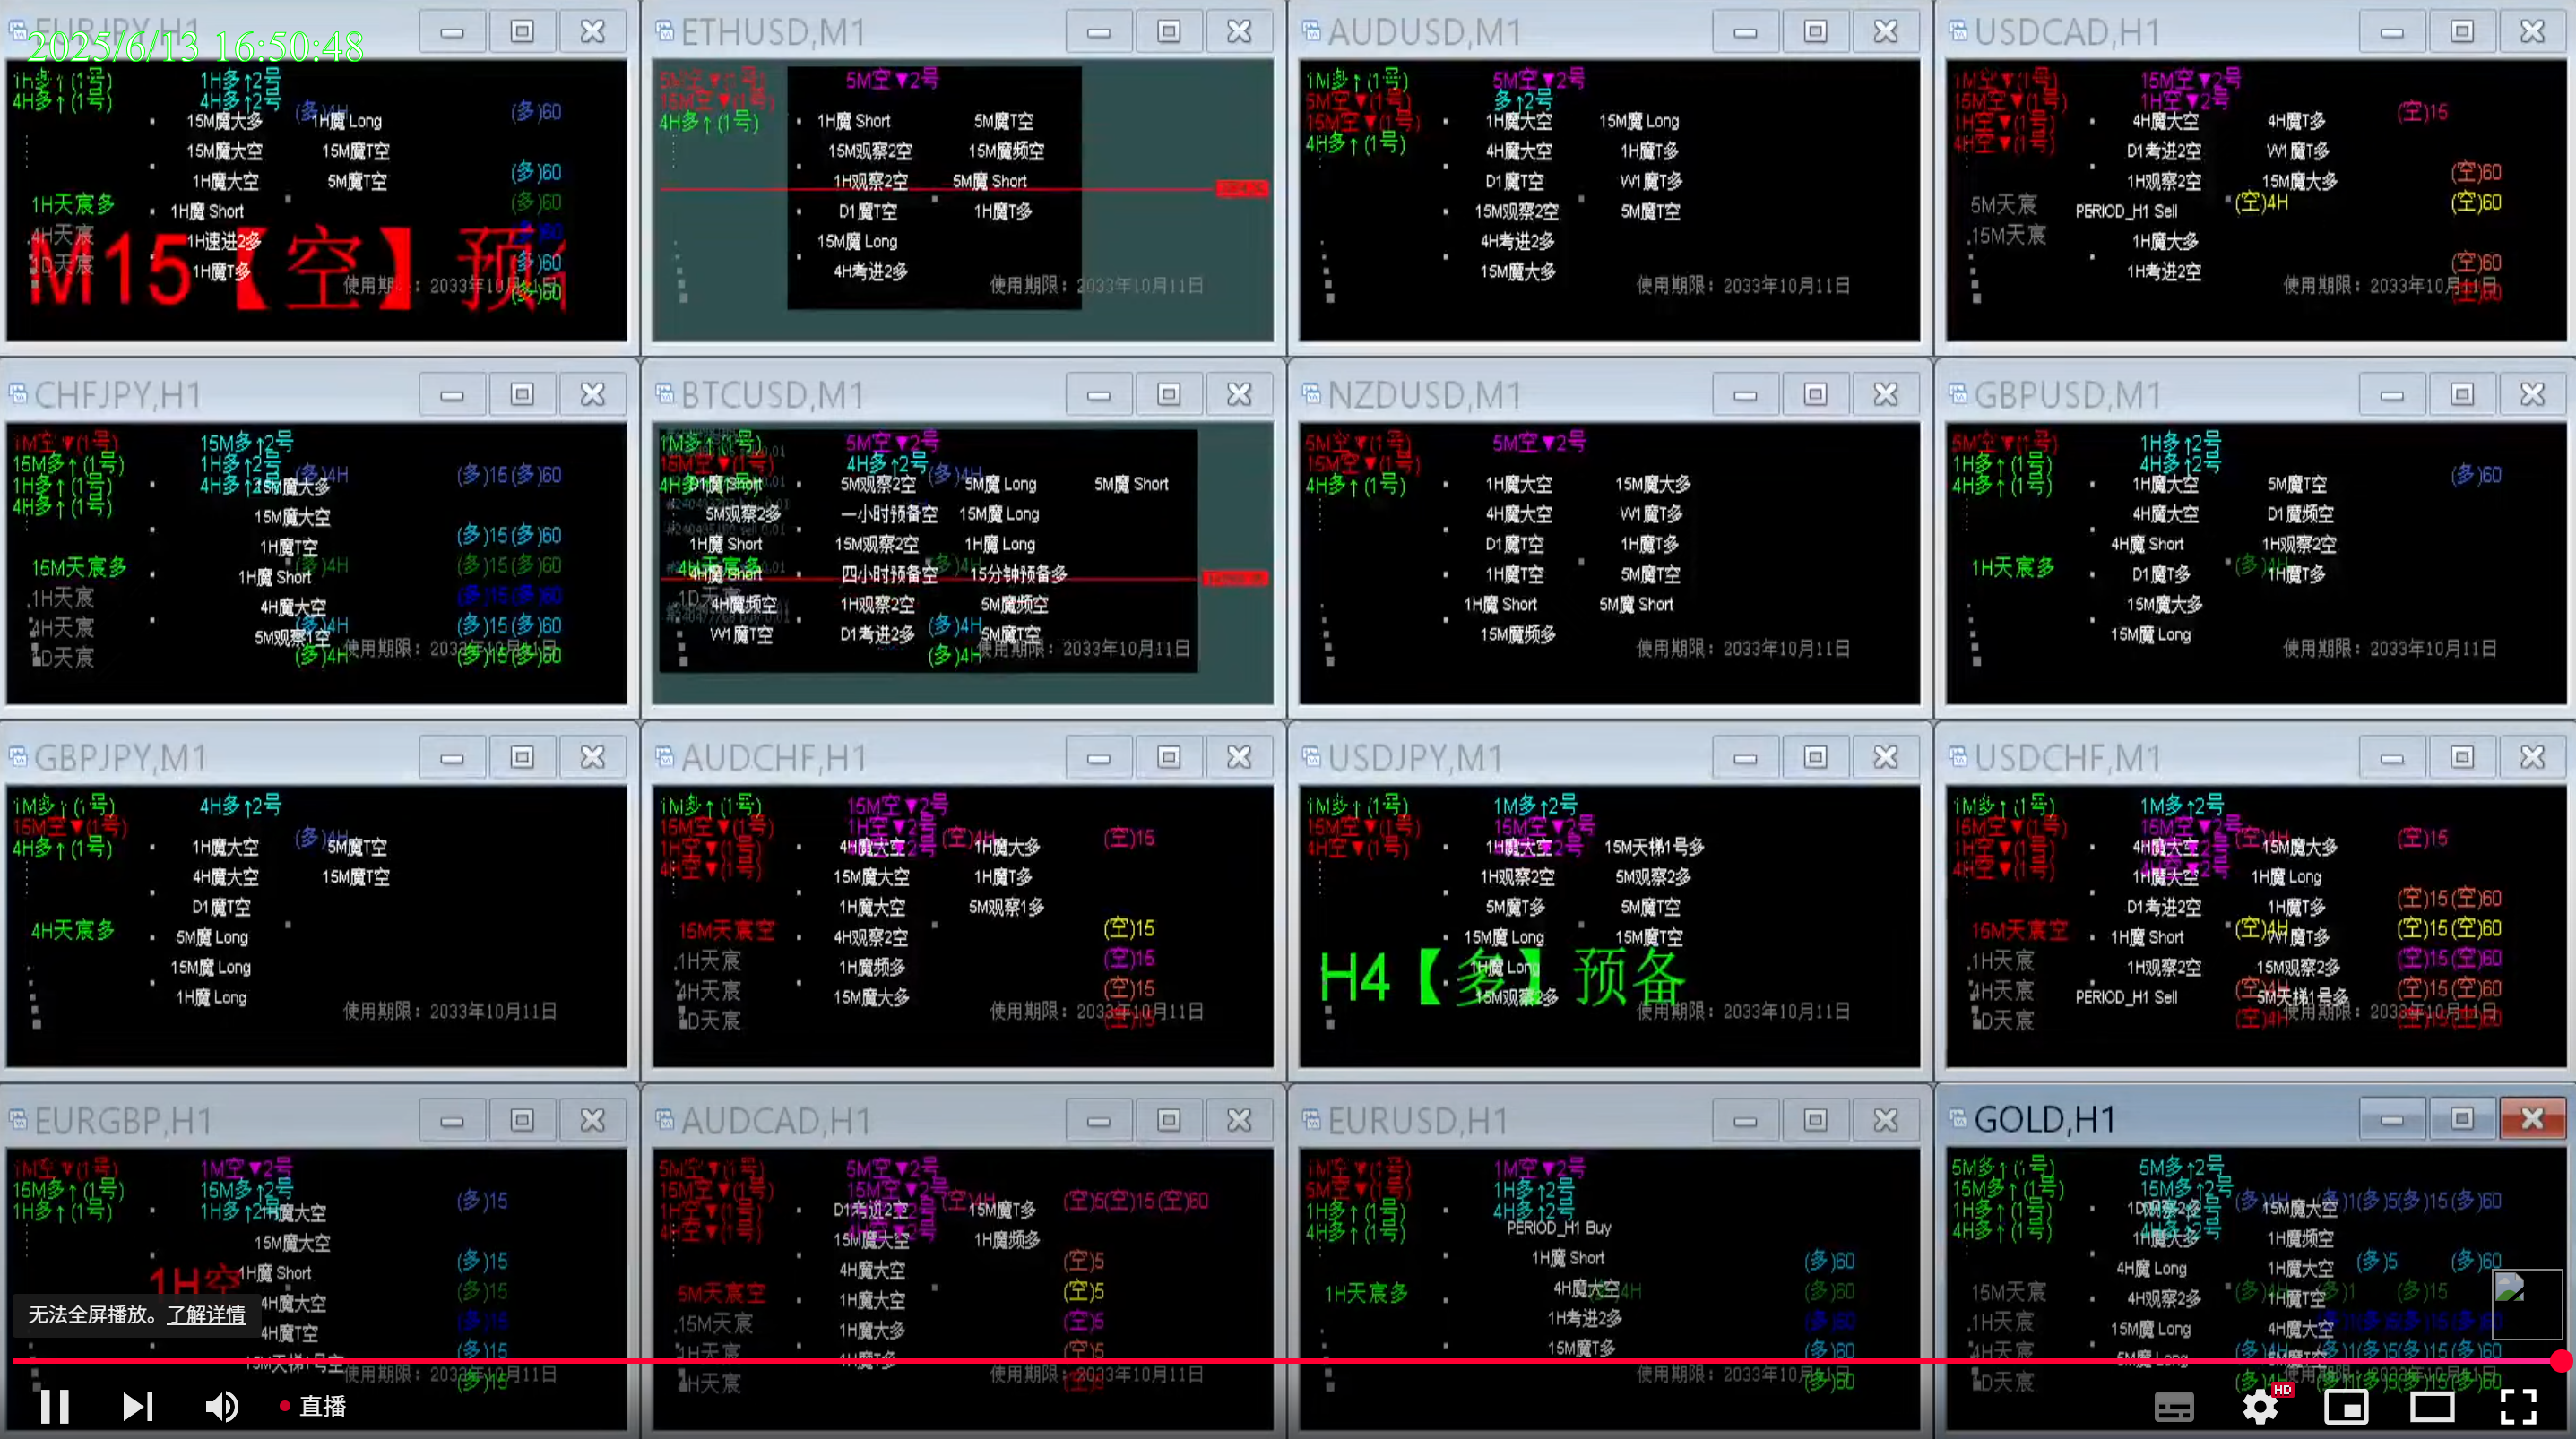 EURJPY,H1
2025/6/13 16:50:48
1H多↑(1号) 1H多↑2号
4H多↑(1号) 4H多↑2号 (多)4H (多)60
15M魔大多 1H魔 Long
15M魔大空 15M魔T空 (多)60
1H魔大空 5M魔T空 (多)60
1H天宸多 1H魔 Short
4H天宸 1H速进2多 (多)60
1D天宸 1H魔T多 (多)60
M15【空】预
(多)60
ETHUSD,M1
5M空▼(1号) 5M空▼2号
15M空▼(1号)
4H多↑(1号) 1H魔 Short 5M魔T空
15M观察2空 15M魔频空
1H观察2空 5M魔 Short
D1魔T空 1H魔T多
15M魔 Long
4H考进2多
使用期限：2033年10月11日
AUDUSD,M1
1M多↑(1号) 5M空▼2号
5M空▼(1号) 多↑2号
15M空▼(1号) 1H魔大空 15M魔 Long
4H多↑(1号) 4H魔大空 1H魔T多
D1魔T空 W1魔T多
15M观察2空 5M魔T空
4H考进2多
15M魔大多
使用期限：2033年10月11日
USDCAD,H1
1M空▼(1号) 15M空▼2号
15M空▼(1号) 1H空▼2号 (空)15
1H空▼(1号) 4H魔大空 4H魔T多
4H空▼(1号) D1考进2空 W1魔T多
1H观察2空 15M魔大多 (空)60
5M天宸 PERIOD_H1 Sell (空)4H (空)60
15M天宸 1H魔大多
1H考进2空 (空)60
使用期限：2033年10月11日
CHFJPY,H1
1M空▼(1号) 15M多↑2号
15M多↑(1号) 1H多↑2号 (多)4H (多)15(多)60
1H多↑(1号) 4H多↑2号 15M魔大多
4H多↑(1号) 15M魔大空 (多)15(多)60
1H魔T空
15M天宸多 1H魔 Short (多)4H (多)15(多)60
1H天宸 4H魔大空 (多)15(多)60
4H天宸 5M观察1空 (多)4H (多)15(多)60
1D天宸 (多)4H (多)15(多)60
BTCUSD,M1
1M多↑(1号) 5M空▼2号
15M空▼(1号) 4H多↑2号 (多)4H
4H多↑(1号) D1魔 Short 5M观察2空 5M魔 Long 5M魔 Short
5M观察2多 一小时预备空 15M魔 Long
1H魔 Short 15M观察2空 1H魔 Long
4H天宸多 4H魔 Short 四小时预备空 (多)4H 15分钟预备多
1D天宸 4H魔频空 1H观察2空 5M魔频空
W1魔T空 D1考进2多 (多)4H 5M魔T空
(多)4H 使用期限：2033年10月11日
NZDUSD,M1
5M空▼(1号) 5M空▼2号
15M空▼(1号)
4H多↑(1号) 1H魔大空 15M魔大多
4H魔大空 W1魔T多
D1魔T空 1H魔T多
1H魔T空 5M魔T空
1H魔 Short 5M魔 Short
15M魔频多
使用期限：2033年10月11日
GBPUSD,M1
5M空▼(1号) 1H多↑2号
1H多↑(1号) 4H多↑2号 (多)60
4H多↑(1号) 1H魔大空 5M魔T空
4H魔大空 D1魔频空
4H魔 Short 1H观察2空
1H天宸多 D1魔T多 (多)4H 1H魔T多
15M魔大多
15M魔 Long
使用期限：2033年10月11日
GBPJPY,M1
1M多↑(1号) 4H多↑2号
15M空▼(1号) (多)4H
4H多↑(1号) 1H魔大空 5M魔T空
4H魔大空 15M魔T空
D1魔T空
4H天宸多 5M魔 Long
15M魔 Long
1H魔 Long
使用期限：2033年10月11日
AUDCHF,H1
1M多↑(1号) 15M空▼2号
15M空▼(1号) 1H空▼2号 (空)4H (空)15
1H空▼(1号) 4H魔大空 1H魔大多
4H空▼(1号) 15M魔大空 1H魔T多
1H魔大空 5M观察1多
15M天宸空 4H观察2空 (空)15
1H天宸 1H魔频多 (空)15
4H天宸 15M魔大多 (空)15
1D天宸 使用期限：2033年10月11日
USDJPY,M1
1M多↑(1号) 1M多↑2号
15M空▼(1号) 15M空▼2号
4H空▼(1号) 1H魔大空 15M天梯1号多
1H观察2空 5M观察2多
5M魔T多 5M魔T空
15M魔 Long 15M魔T空
1H魔 Long
H4【多】预备
15M观察2多
使用期限：2033年10月11日
USDCHF,M1
1M多↑(1号) 1M多↑2号
15M空▼(1号) 15M空▼2号 (空)4H (空)15
1H空▼(1号) 4H魔大空 15M魔大多
4H空▼(1号) 1H魔大空 1H魔 Long
D1考进2空 1H魔T多 (空)15(空)60
15M天宸空 1H魔 Short (空)4H W1魔T多 (空)15(空)60
1H天宸 1H观察2空 15M观察2多 (空)15(空)60
4H天宸 PERIOD_H1 Sell (空)4H 5M天梯1号多 (空)15(空)60
1D天宸 (空)4H 使用期限：2033年10月11日
EURGBP,H1
1M空▼(1号) 1M空▼2号
15M多↑(1号) 15M多↑2号 (多)15
1H多↑(1号) 1H多↑2号 1H魔大空
15M魔大空 (多)15
1H空 1H魔 Short (多)15
4H魔大空 (多)15
4H魔T空 (多)15
15M天梯1号空
使用期限：2033年10月11日
(多)15
AUDCAD,H1
5M空▼(1号) 5M空▼2号
15M空▼(1号) 15M空▼2号 (空)4H (空)5(空)15(空)60
1H空▼(1号) D1考进2空 15M魔T多
4H空▼(1号) 15M魔大空 1H魔频多
4H魔大空 (空)5
5M天宸空 1H魔大空 (空)5
15M天宸 1H魔大多 (空)5
1H天宸 4H魔T多 (空)5
4H天宸 使用期限：2033年10月11日
EURUSD,H1
1M空▼(1号) 1M空▼2号
5M空▼(1号) 1H多↑2号
1H多↑(1号) 4H多↑2号
4H多↑(1号) PERIOD_H1 Buy
1H魔 Short (多)60
1H天宸多 4H魔大空 (多)60
1H考进2多 (多)60
15M魔T多 (多)60
使用期限：2033年10月11日
(多)60
GOLD,H1
5M多↑(1号) 5M多↑2号
15M多↑(1号) 15M多↑2号 (多)4H (多)1(多)5(多)15(多)60
1H多↑(1号) 15M魔大空
4H多↑(1号) 1H魔大多 1H魔频空
4H魔 Long 1H魔大空 (多)5 (多)60
15M天宸 4H观察2多 (多)4H 1H魔T空 (多)15
1H天宸 15M魔 Long 4H魔大空
4H天宸 5M魔 Long 5M魔T空
1D天宸 (多)4H
无法全屏播放。了解详情
直播
HD